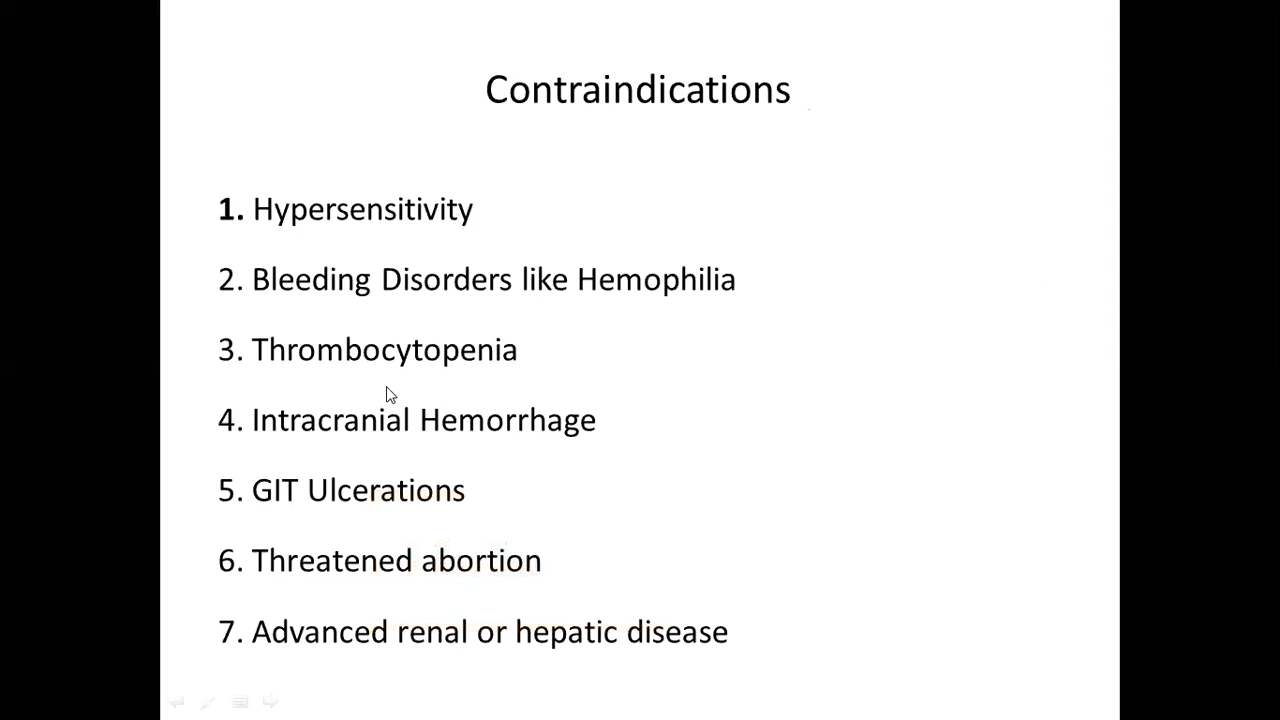 Contraindications
1. Hypersensitivity
2. Bleeding Disorders like Hemophilia
3. Thrombocytopenia
4. Intracranial Hemorrhage
5. GIT Ulcerations
6. Threatened abortion
7. Advanced renal or hepatic disease